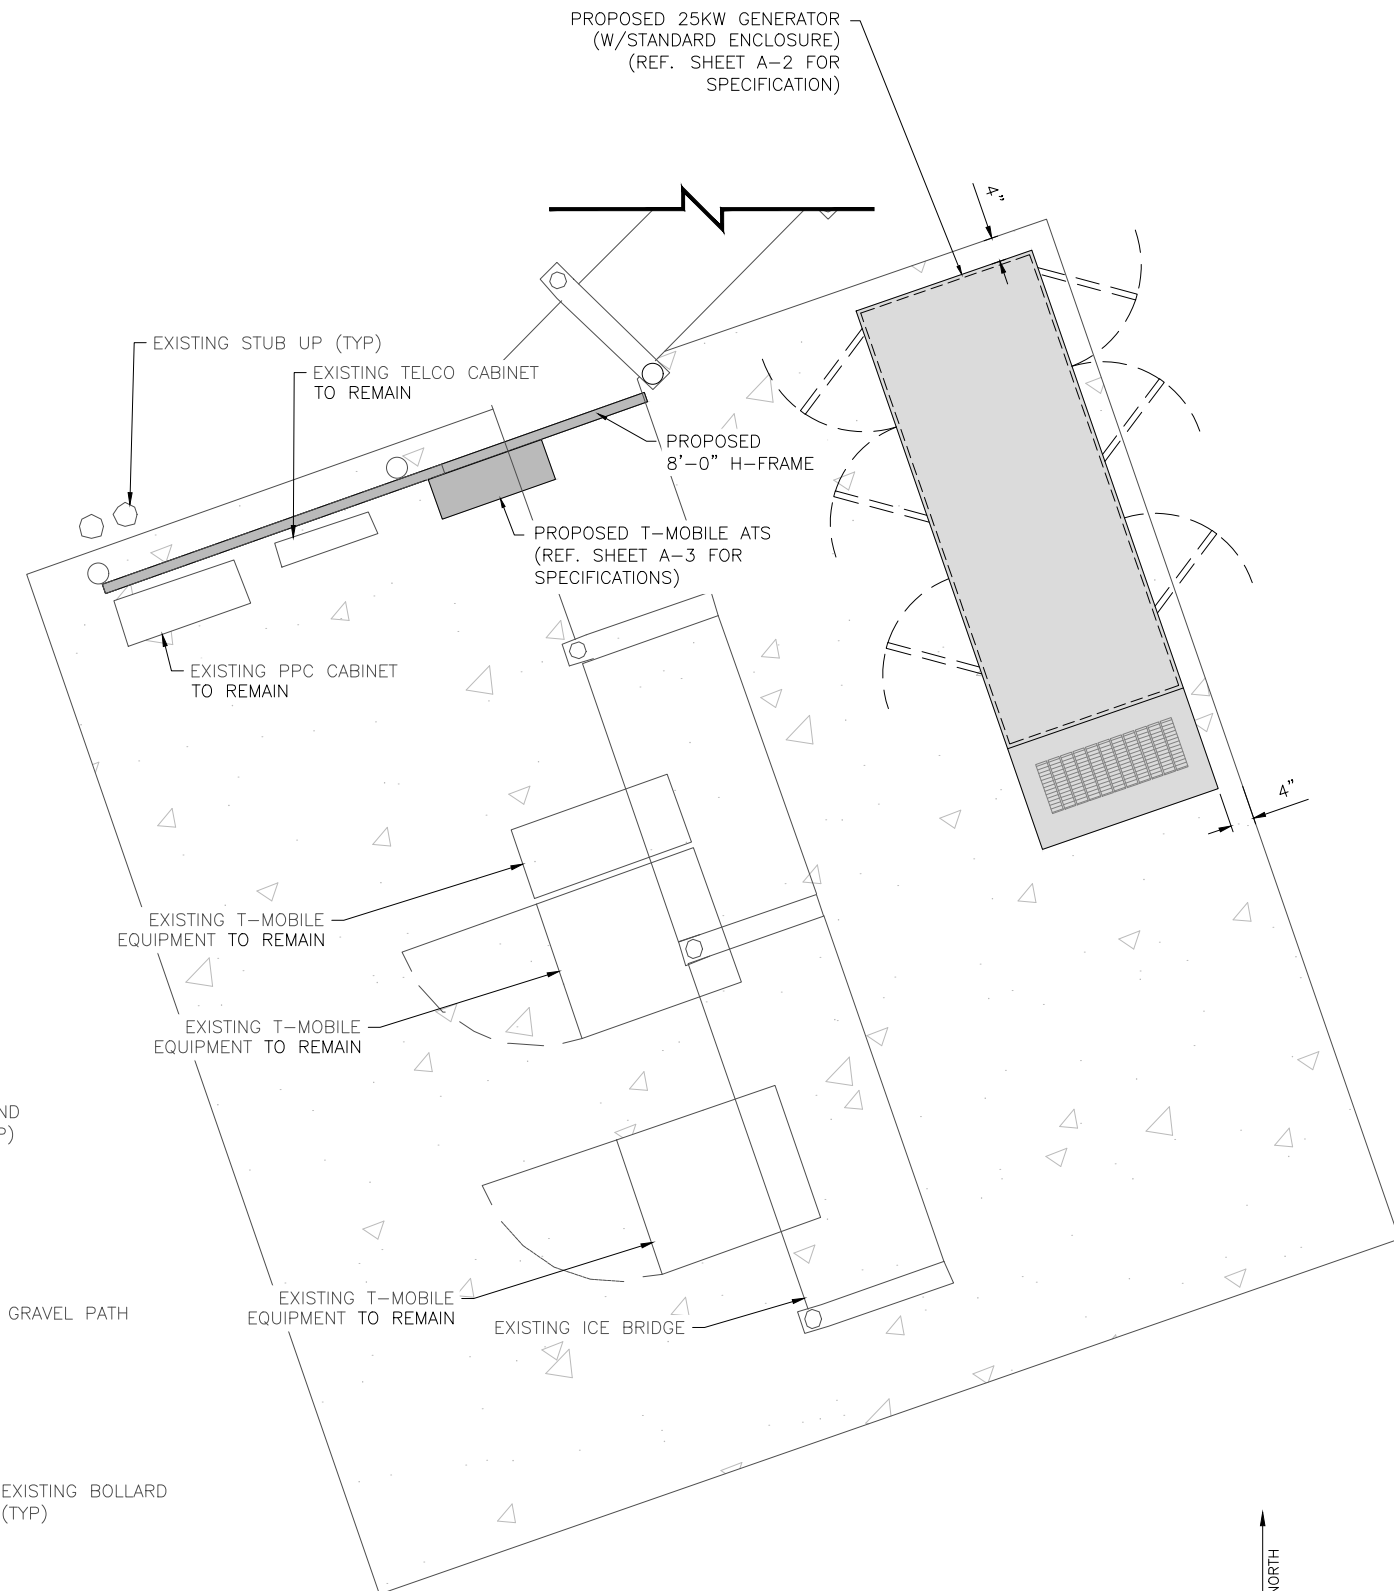 PROPOSED 25KW GENERATOR
(W/STANDARD ENCLOSURE)
(REF. SHEET A-2 FOR
SPECIFICATION)
4"
EXISTING STUB UP (TYP)
EXISTING TELCO CABINET
TO REMAIN
PROPOSED
8'-0" H-FRAME
PROPOSED T-MOBILE ATS
(REF. SHEET A-3 FOR
SPECIFICATIONS)
EXISTING PPC CABINET
TO REMAIN
4"
EXISTING T-MOBILE
EQUIPMENT TO REMAIN
EXISTING T-MOBILE
EQUIPMENT TO REMAIN
ND
P)
EXISTING T-MOBILE
EQUIPMENT TO REMAIN
GRAVEL PATH
EXISTING ICE BRIDGE
EXISTING BOLLARD
(TYP)
NORTH